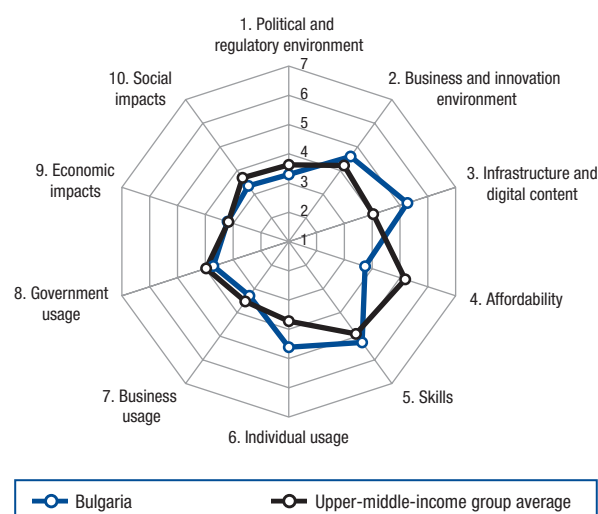 1. Political and
regulatory environment
2. Business and innovation
environment
3. Infrastructure and
digital content
4. Affordability
5. Skills
6. Individual usage
7. Business
usage
8. Government
usage
9. Economic
impacts
10. Social
impacts
7
6
5
4
3
2
1
Bulgaria
Upper-middle-income group average